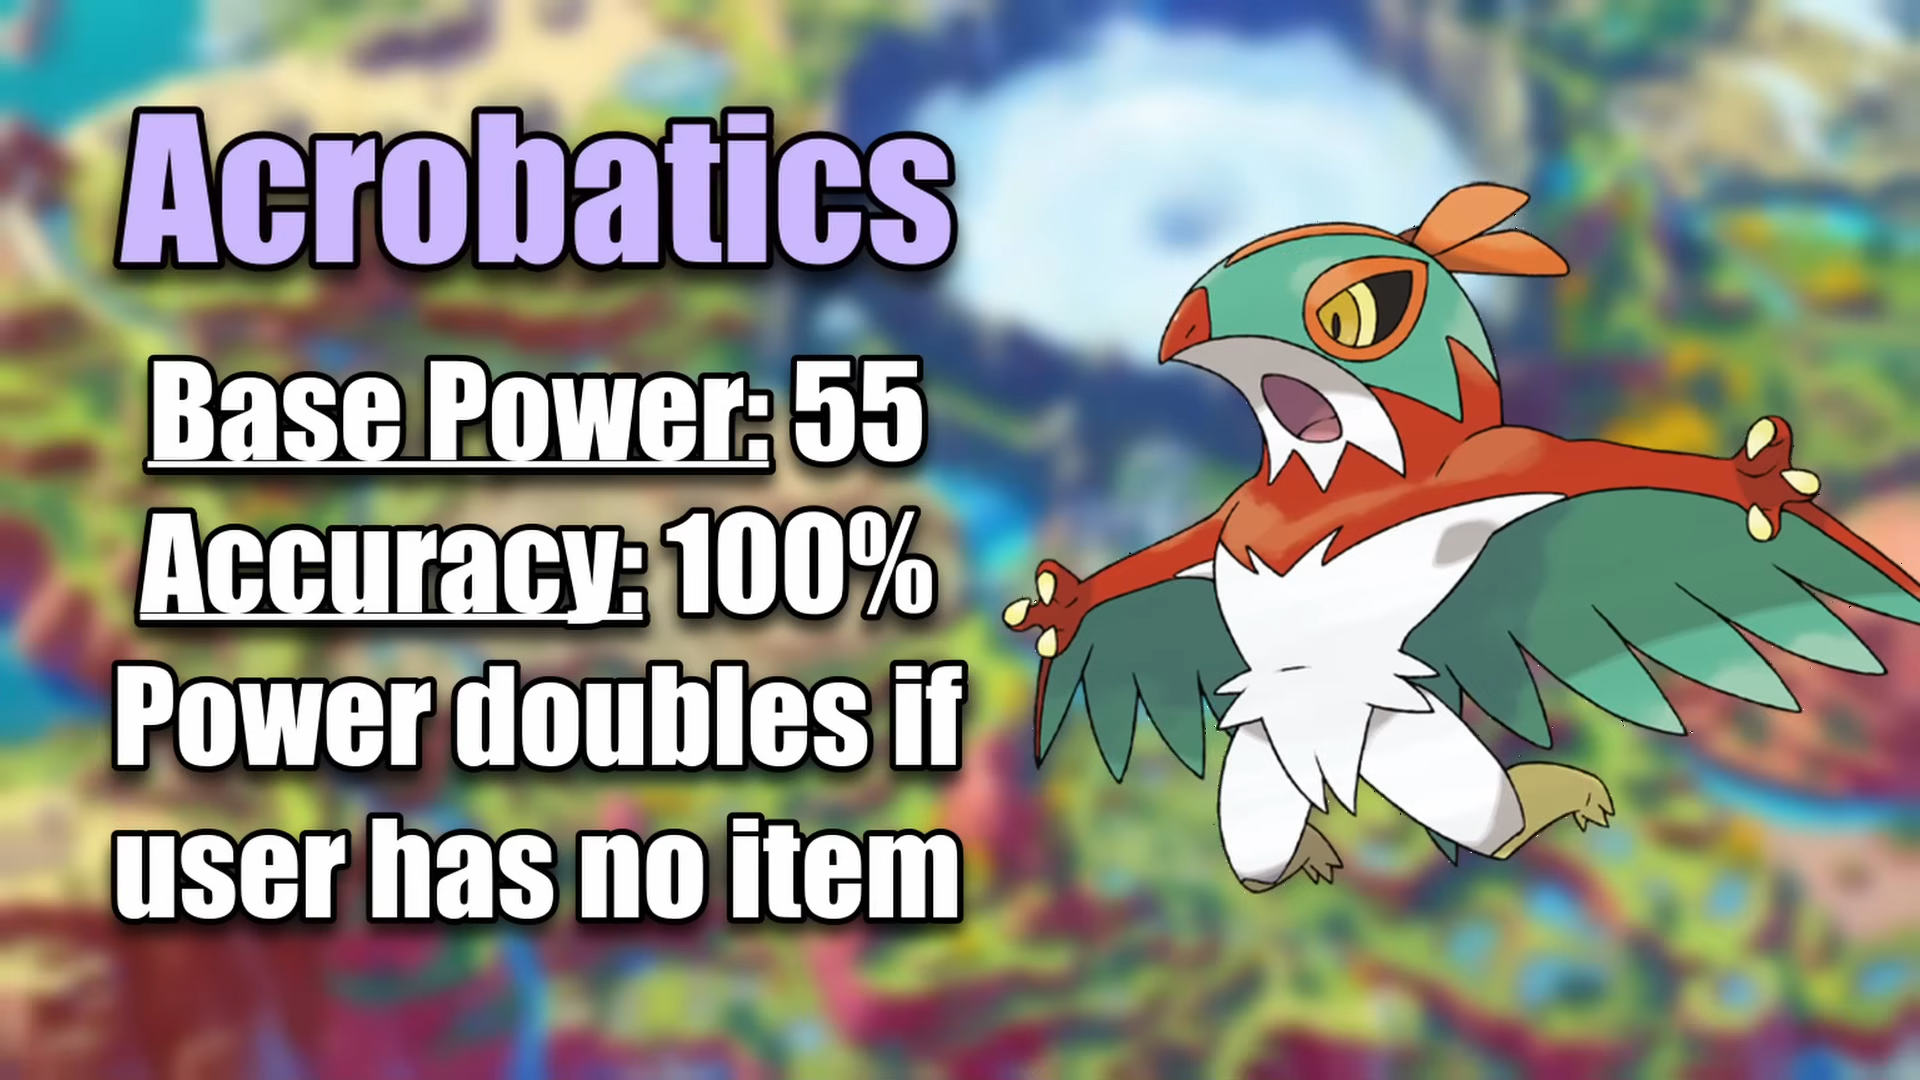 Acrobatics
Base Power: 55
Accuracy: 100%
Power doubles if
user has no item